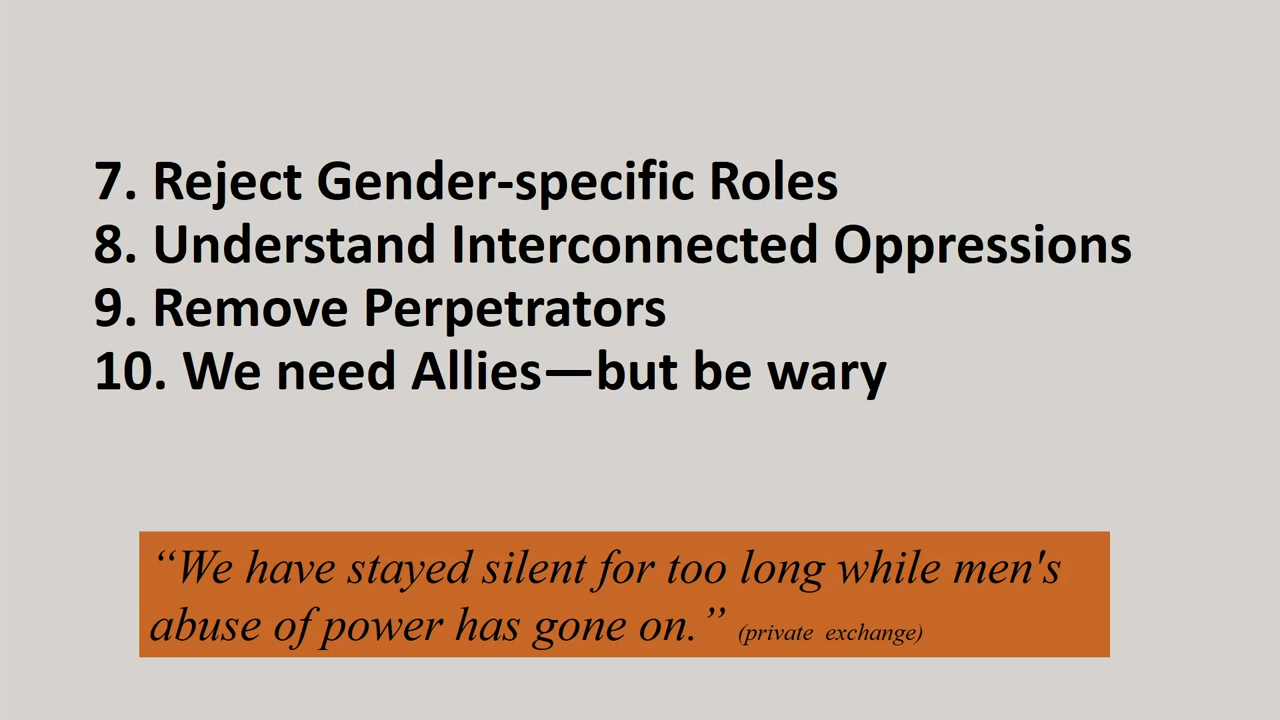 7. Reject Gender-specific Roles
8. Understand Interconnected Oppressions
9. Remove Perpetrators
10. We need Allies—but be wary
“We have stayed silent for too long while men's
abuse of power has gone on.” (private exchange)